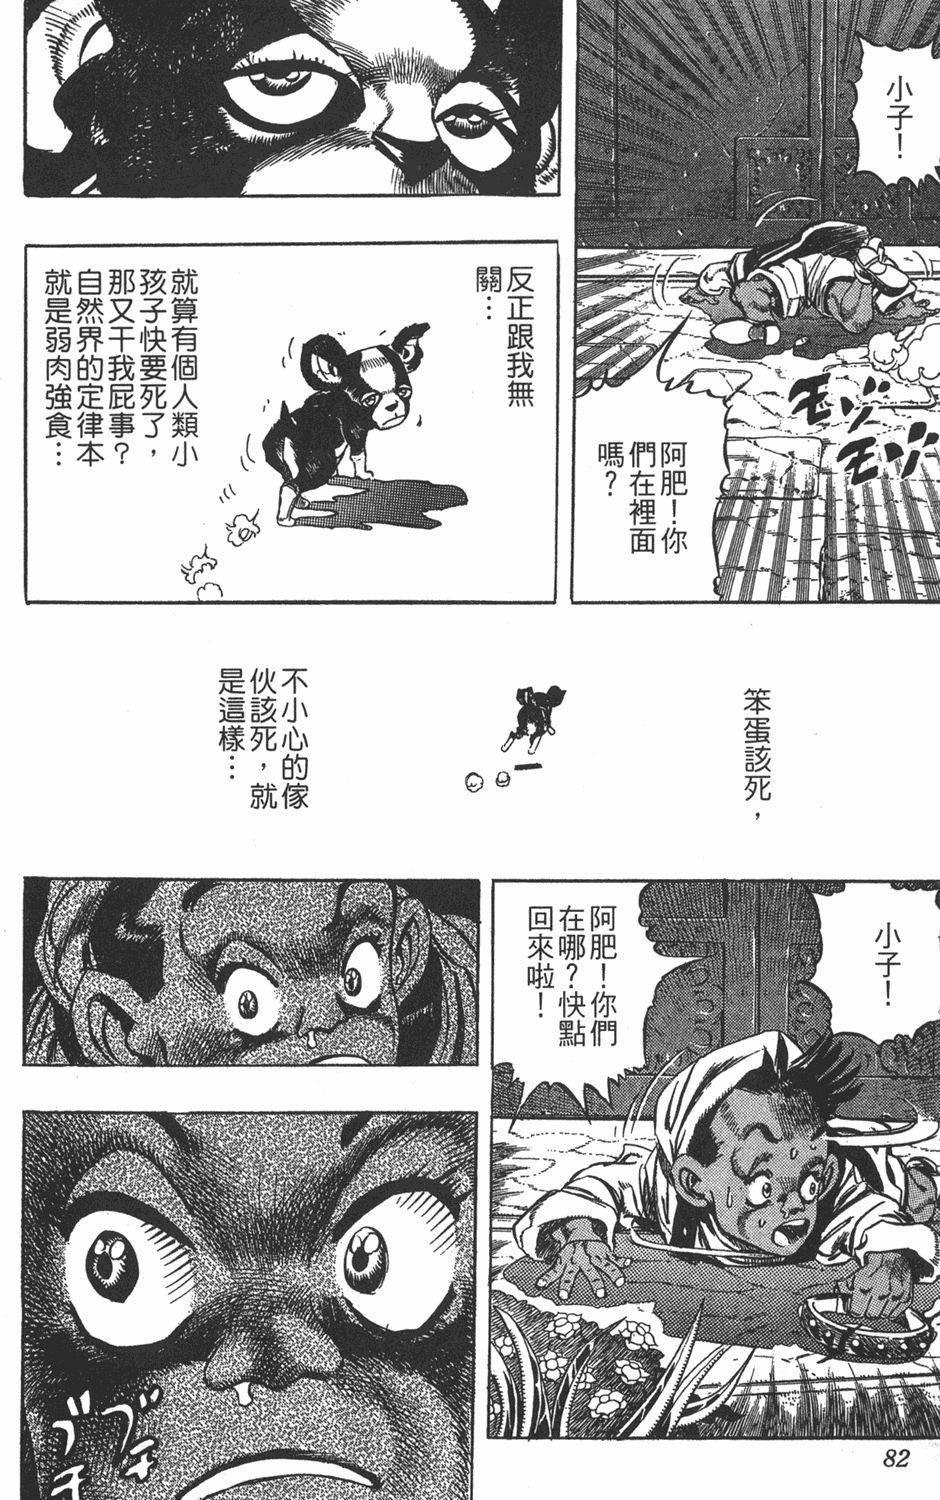 小子！
阿肥！你
們在裡面
嗎？
モゾ
モゾ
反正跟我無
關…
就算有個人類小
孩子快要死了，
那又干我屁事？
自然界的定律本
就是弱肉強食…
笨蛋該死，
不小心的傢
伙該死，就
是這樣…
小子！
阿肥！你們
在哪？快點
回來啦！
82